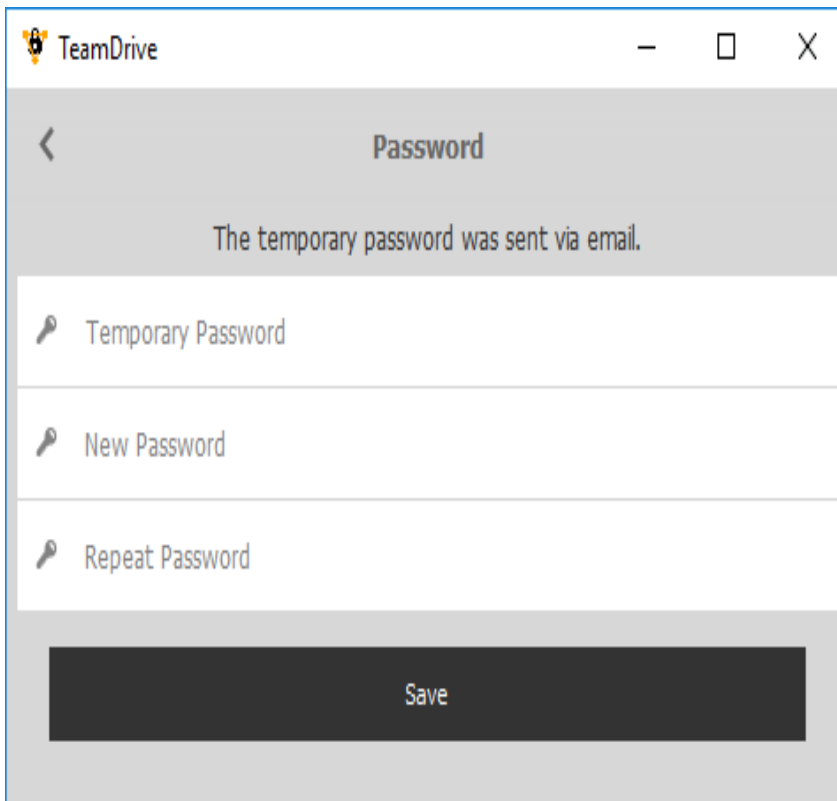 TeamDrive
Password
The temporary password was sent via email.
Temporary Password
New Password
Repeat Password
Save